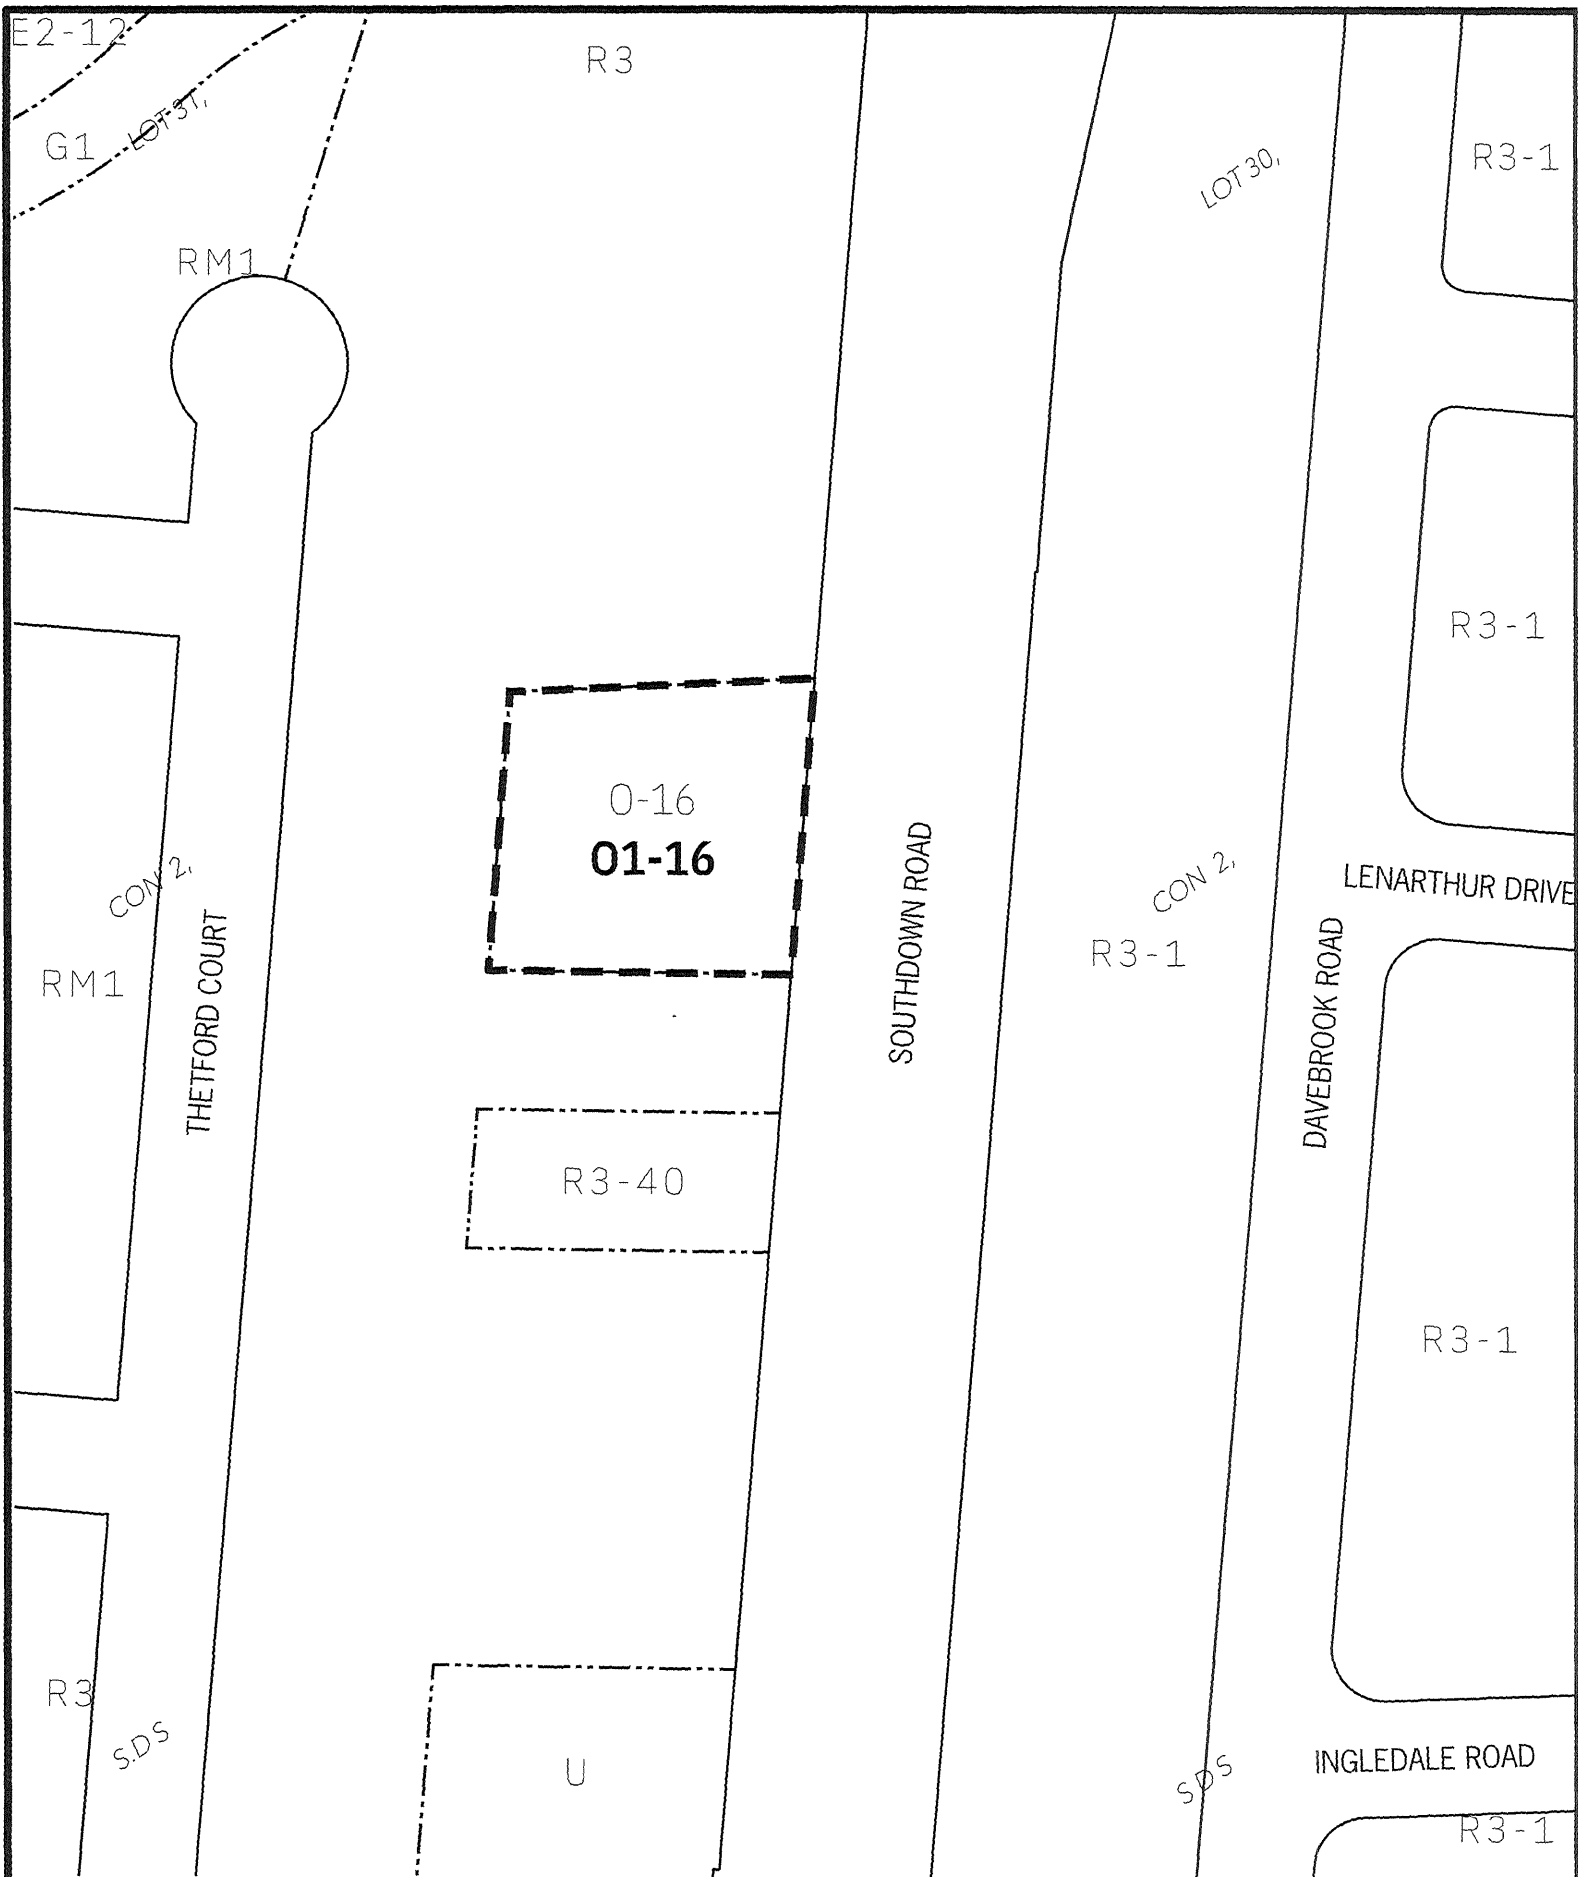 E2-12
R3
LOT 31,
G1
R3-1
LOT 30,
RM1
R3-1
O-16
O1-16
CON 2,
CON 2,
LENARTHUR DRIVE
R3-1
RM1
THETFORD COURT
SOUTHDOWN ROAD
DAVEBROOK ROAD
R3-40
R3-1
R3
S.D S
U
S D S
INGLEDALE ROAD
R3-1